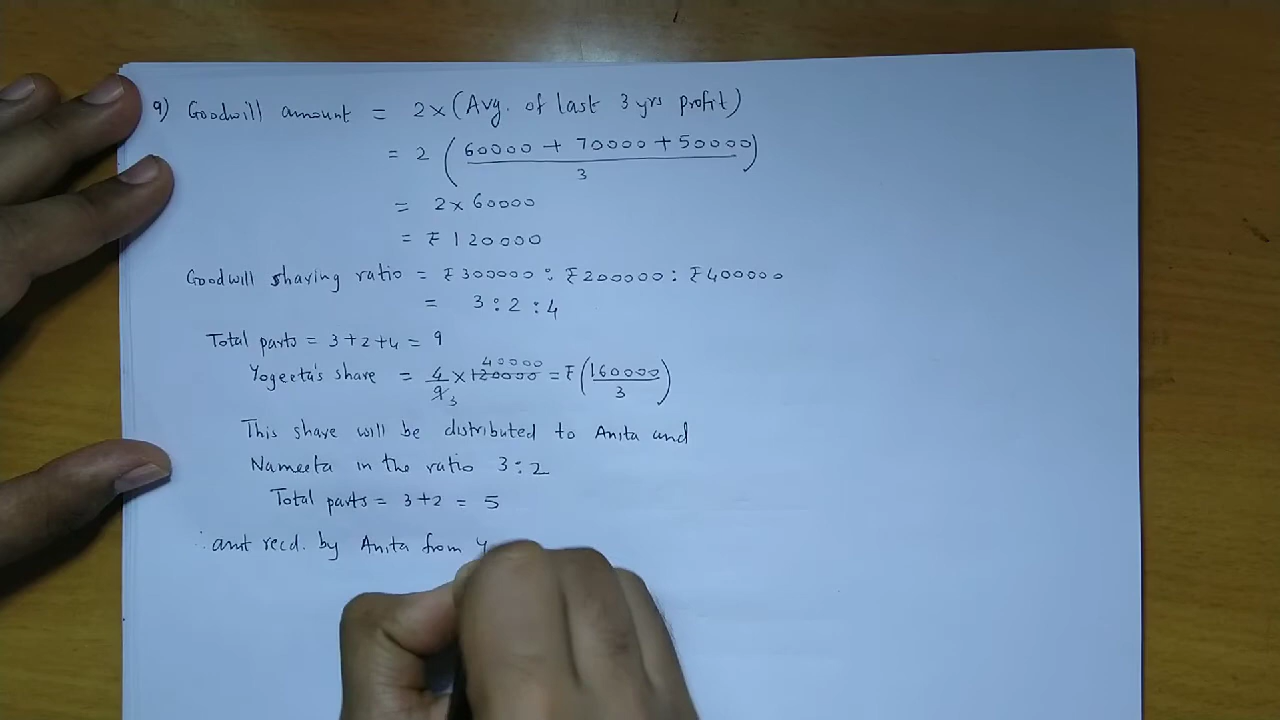 9) Goodwill amount = 2×(Avg. of last 3 yrs profit)
= 2 ( 60000 + 70000 + 50000 / 3 )
= 2× 60000
= ₹ 120000
Goodwill sharing ratio = ₹300000 : ₹200000 : ₹400000
= 3 : 2 : 4
Total parts = 3+2+4 = 9
40000
Yogeeta's share = 4/9 × 120000 = ₹ (160000/3)
3
This share will be distributed to Anita and
Nameeta in the ratio 3 : 2
Total parts = 3+2 = 5
∴ amt recd. by Anita from Y